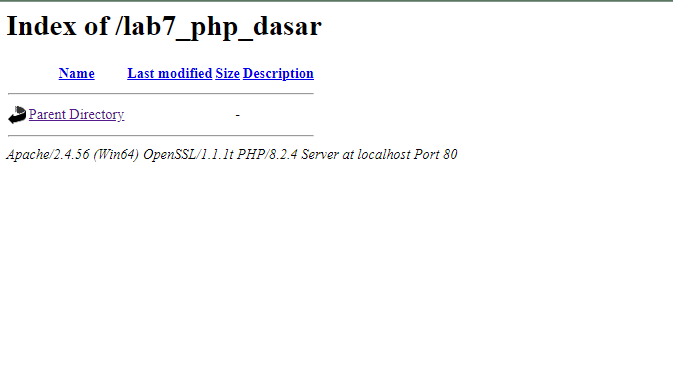 Index of /lab7_php_dasar
Name Last modified Size Description
Parent Directory -
Apache/2.4.56 (Win64) OpenSSL/1.1.1t PHP/8.2.4 Server at localhost Port 80